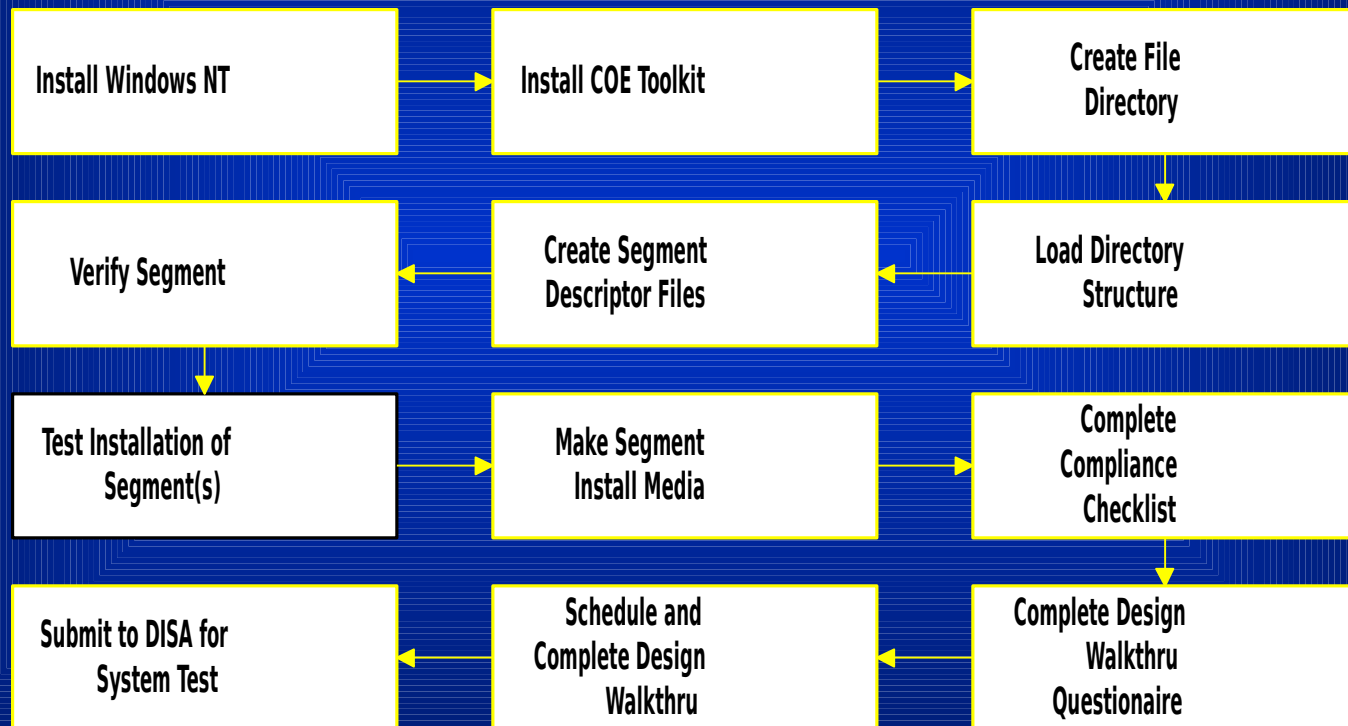 Install Windows NT
Install COE Toolkit
Create File
Directory
Verify Segment
Create Segment
Descriptor Files
Load Directory
Structure
Test Installation of
Segment(s)
Make Segment
Install Media
Complete
Compliance
Checklist
Submit to DISA for
System Test
Schedule and
Complete Design
Walkthru
Complete Design
Walkthru
Questionaire